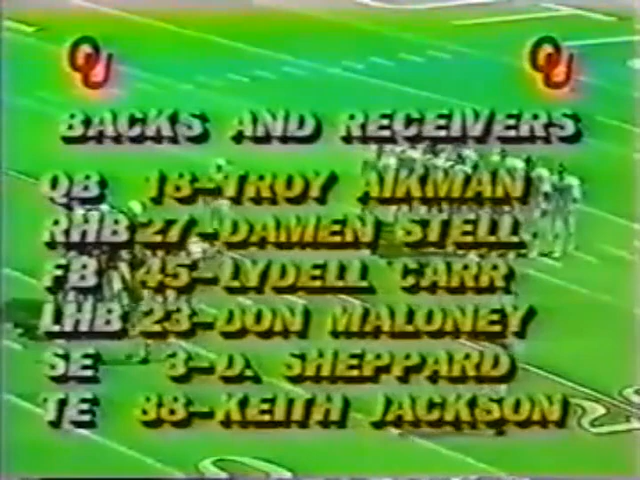 OU OU
BACKS AND RECEIVERS
QB 18-TROY AIKMAN
RHB 27-DAMEN STELL
FB 45-LYDELL CARR
LHB 23-DON MALONEY
SE 3-D. SHEPPARD
TE 88-KEITH JACKSON